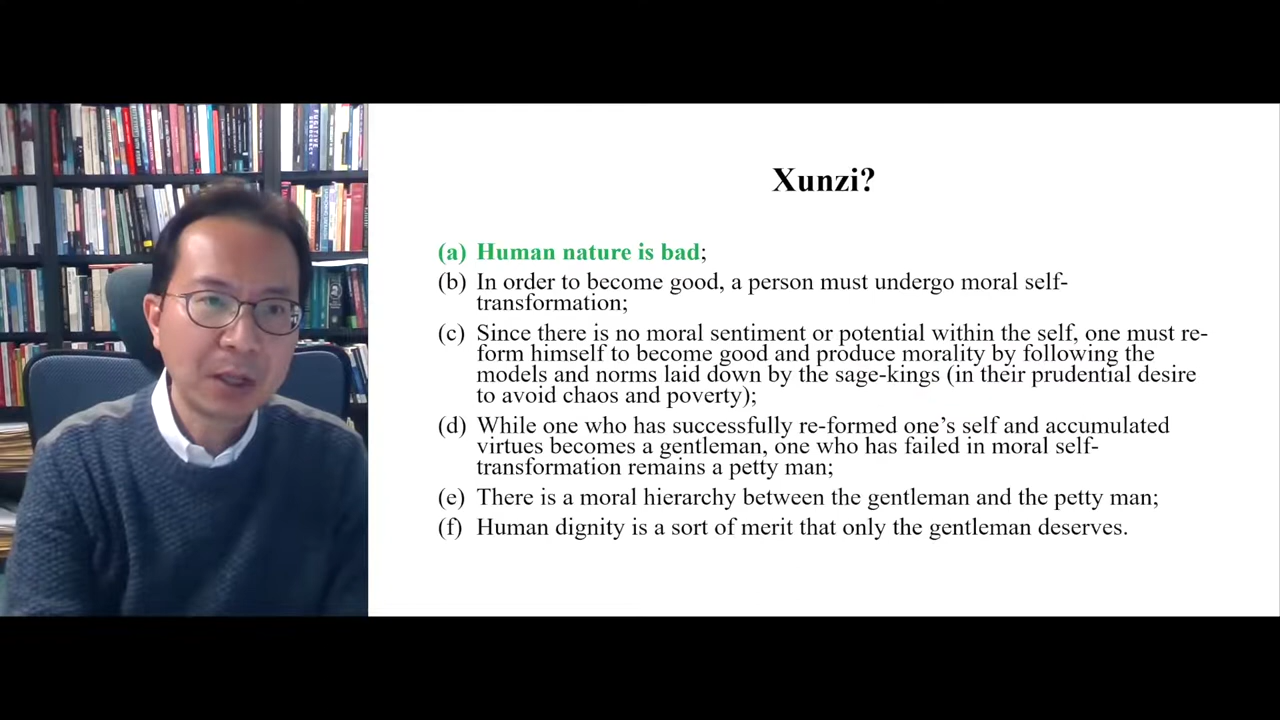 Xunzi?
(a) Human nature is bad;
(b) In order to become good, a person must undergo moral self-
transformation;
(c) Since there is no moral sentiment or potential within the self, one must re-
form himself to become good and produce morality by following the
models and norms laid down by the sage-kings (in their prudential desire
to avoid chaos and poverty);
(d) While one who has successfully re-formed one’s self and accumulated
virtues becomes a gentleman, one who has failed in moral self-
transformation remains a petty man;
(e) There is a moral hierarchy between the gentleman and the petty man;
(f) Human dignity is a sort of merit that only the gentleman deserves.